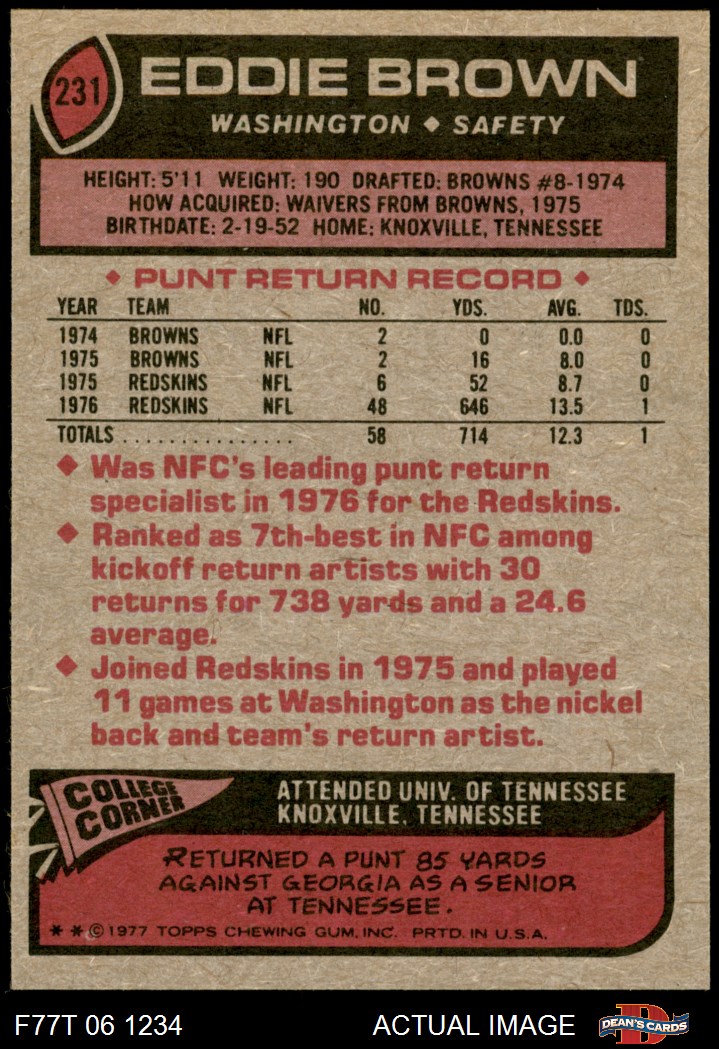 231
EDDIE BROWN
WASHINGTON ♦ SAFETY
HEIGHT: 5'11 WEIGHT: 190 DRAFTED: BROWNS #8-1974
HOW ACQUIRED: WAIVERS FROM BROWNS, 1975
BIRTHDATE: 2-19-52 HOME: KNOXVILLE, TENNESSEE
♦ PUNT RETURN RECORD ♦
YEAR TEAM NO. YDS. AVG. TDS.
1974 BROWNS NFL 2 0 0.0 0
1975 BROWNS NFL 2 16 8.0 0
1975 REDSKINS NFL 6 52 8.7 0
1976 REDSKINS NFL 48 646 13.5 1
TOTALS ................ 58 714 12.3 1
♦ Was NFC's leading punt return
specialist in 1976 for the Redskins.
♦ Ranked as 7th-best in NFC among
kickoff return artists with 30
returns for 738 yards and a 24.6
average.
♦ Joined Redskins in 1975 and played
11 games at Washington as the nickel
back and team's return artist.
COLLEGE
CORNER
ATTENDED UNIV. OF TENNESSEE
KNOXVILLE, TENNESSEE
RETURNED A PUNT 85 YARDS
AGAINST GEORGIA AS A SENIOR
AT TENNESSEE.
* * © 1977 TOPPS CHEWING GUM, INC. PRTD. IN U.S.A.
F77T 06 1234 ACTUAL IMAGE
D
DEAN'S CARDS